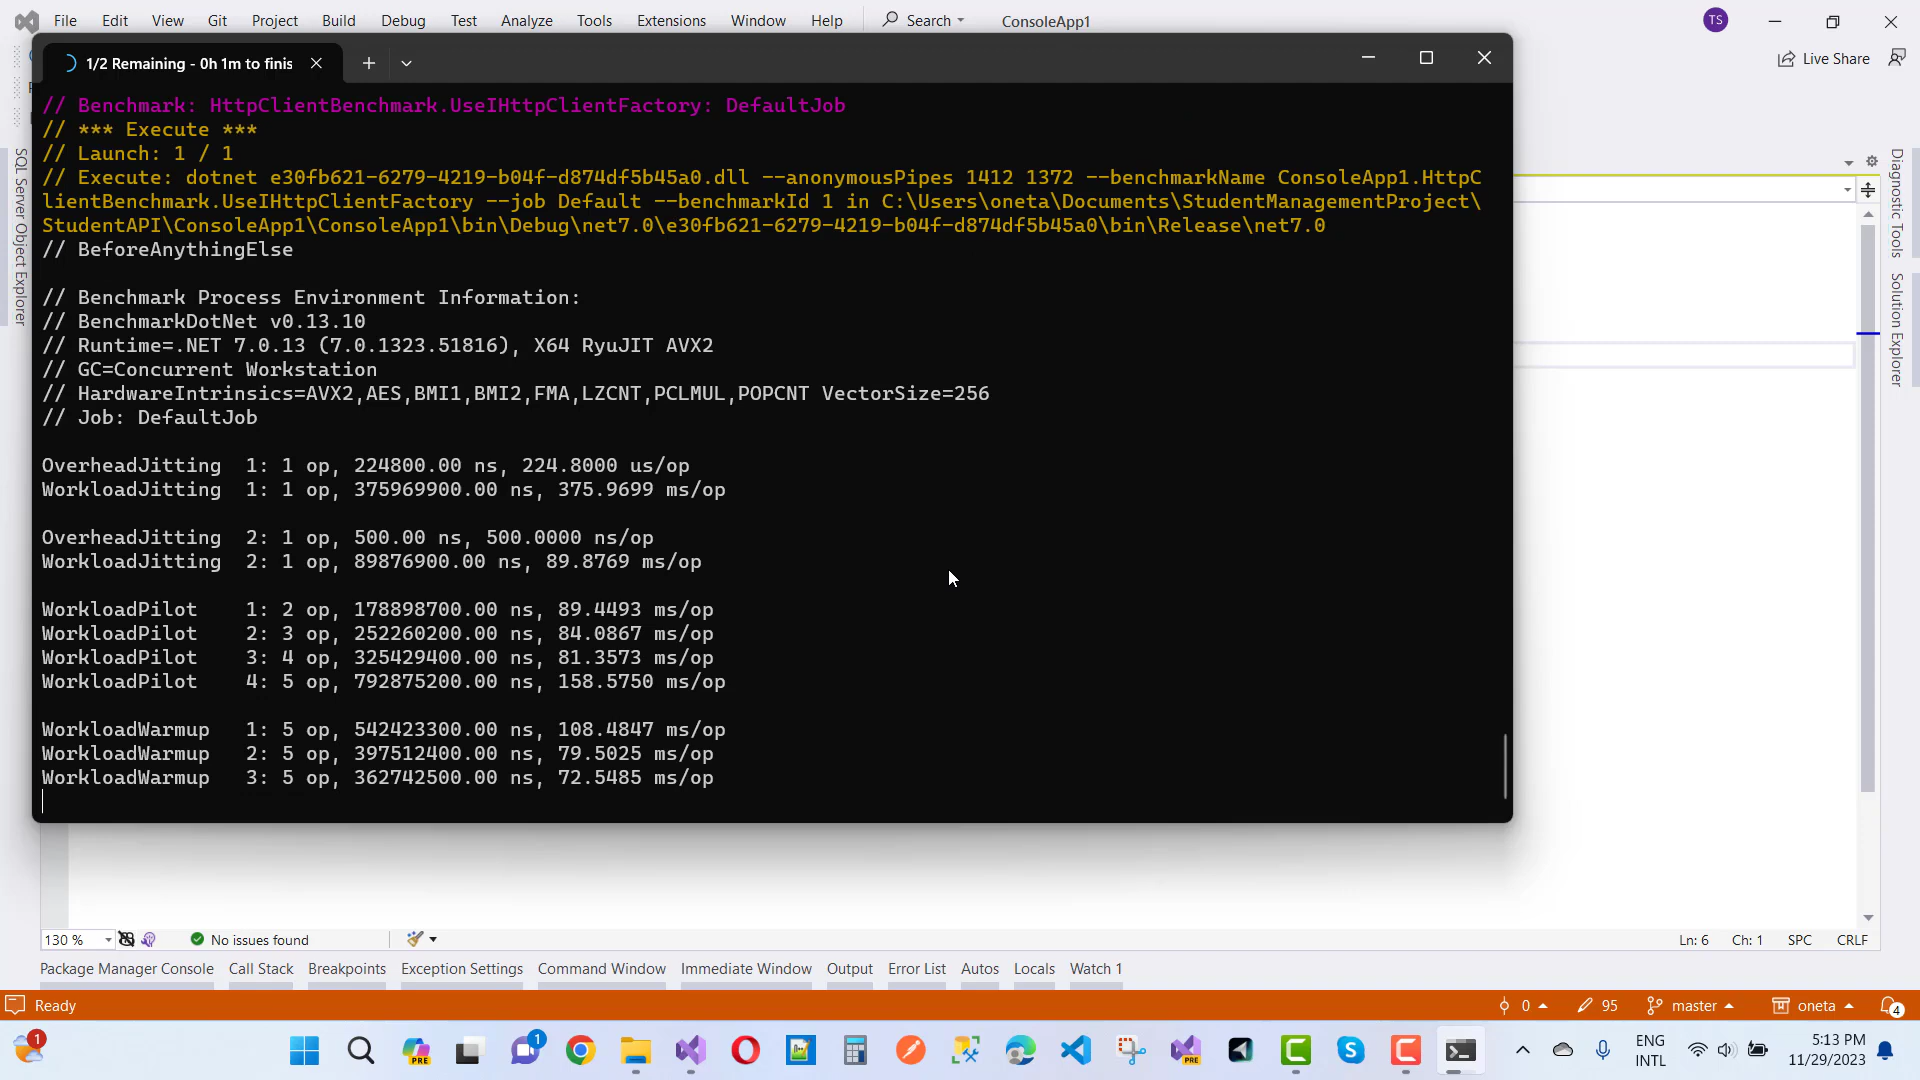 File Edit View Git Project Build Debug Test Analyze Tools Extensions Window Help Search ConsoleApp1 TS
1/2 Remaining - 0h 1m to finis
Live Share
// Benchmark: HttpClientBenchmark.UseIHttpClientFactory: DefaultJob
// *** Execute ***
// Launch: 1 / 1
// Execute: dotnet e30fb621-6279-4219-b04f-d874df5b45a0.dll --anonymousPipes 1412 1372 --benchmarkName ConsoleApp1.HttpC
lientBenchmark.UseIHttpClientFactory --job Default --benchmarkId 1 in C:\Users\oneta\Documents\StudentManagementProject\
StudentAPI\ConsoleApp1\ConsoleApp1\bin\Debug\net7.0\e30fb621-6279-4219-b04f-d874df5b45a0\bin\Release\net7.0
// BeforeAnythingElse
// Benchmark Process Environment Information:
// BenchmarkDotNet v0.13.10
// Runtime=.NET 7.0.13 (7.0.1323.51816), X64 RyuJIT AVX2
// GC=Concurrent Workstation
// HardwareIntrinsics=AVX2,AES,BMI1,BMI2,FMA,LZCNT,PCLMUL,POPCNT VectorSize=256
// Job: DefaultJob
OverheadJitting 1: 1 op, 224800.00 ns, 224.8000 us/op
WorkloadJitting 1: 1 op, 375969900.00 ns, 375.9699 ms/op
OverheadJitting 2: 1 op, 500.00 ns, 500.0000 ns/op
WorkloadJitting 2: 1 op, 89876900.00 ns, 89.8769 ms/op
WorkloadPilot 1: 2 op, 178898700.00 ns, 89.4493 ms/op
WorkloadPilot 2: 3 op, 252260200.00 ns, 84.0867 ms/op
WorkloadPilot 3: 4 op, 325429400.00 ns, 81.3573 ms/op
WorkloadPilot 4: 5 op, 792875200.00 ns, 158.5750 ms/op
WorkloadWarmup 1: 5 op, 542423300.00 ns, 108.4847 ms/op
WorkloadWarmup 2: 5 op, 397512400.00 ns, 79.5025 ms/op
WorkloadWarmup 3: 5 op, 362742500.00 ns, 72.5485 ms/op
SQL Server Object Explorer
Diagnostic Tools
Solution Explorer
130 % No issues found Ln: 6 Ch: 1 SPC CRLF
Package Manager Console Call Stack Breakpoints Exception Settings Command Window Immediate Window Output Error List Autos Locals Watch 1
Ready 0 95 master oneta 4
1 PRE 1 PRE ENG 5:13 PM
INTL 11/29/2023